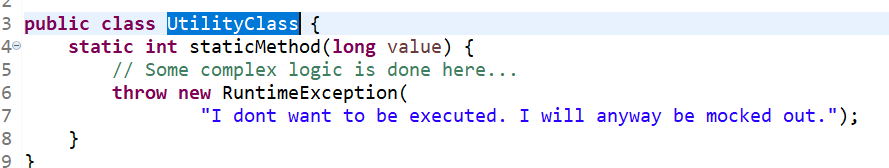 3 public class UtilityClass {
4 static int staticMethod(long value) {
5 // Some complex logic is done here...
6 throw new RuntimeException(
7 "I dont want to be executed. I will anyway be mocked out.");
8 }
9 }